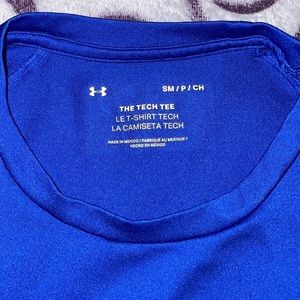 SM / P / CH
THE TECH TEE
LE T-SHIRT TECH
LA CAMISETA TECH
MADE IN MEXICO / FABRIQUÉ AU MEXIQUE /
HECHO EN MÉXICO